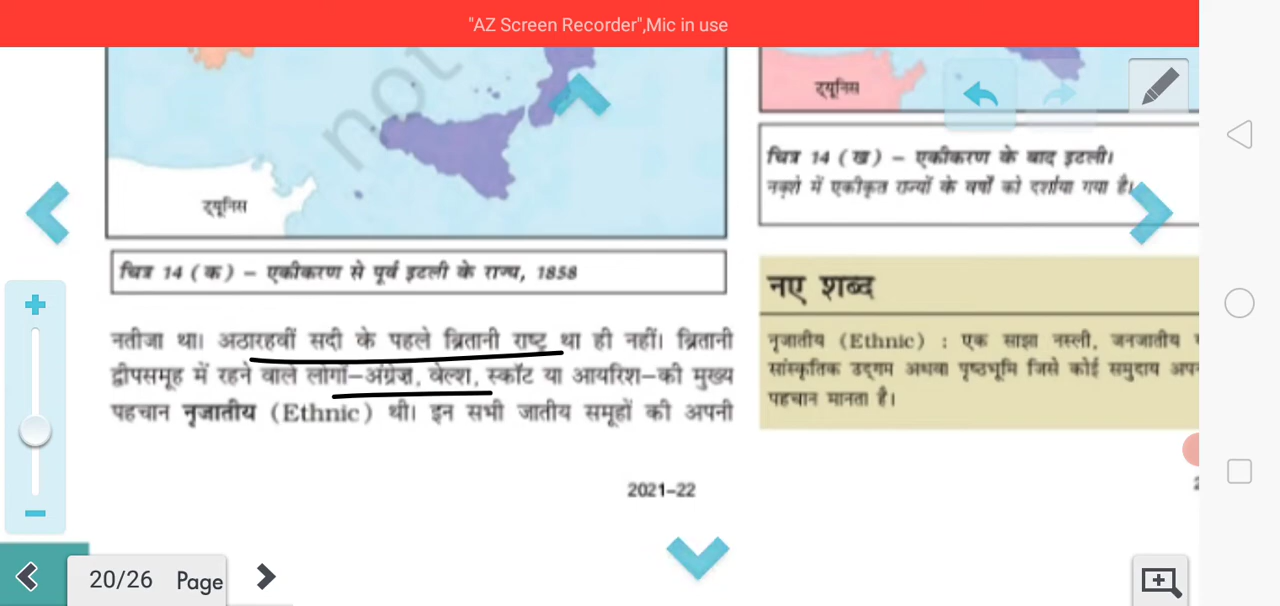 "AZ Screen Recorder",Mic in use
not
ट्यूनिस
ट्यूनिस
चित्र 14 (ख) – एकीकरण के बाद इटली।
नक्शे में एकीकृत राज्यों के वर्षों को दर्शाया गया है।
चित्र 14 (क) – एकीकरण से पूर्व इटली के राज्य, 1858
नतीजा था। अठारहवीं सदी के पहले ब्रितानी राष्ट्र था ही नहीं। ब्रितानी
द्वीपसमूह में रहने वाले लोगों–अंग्रेज़, वेल्श, स्कॉट या आयरिश–की मुख्य
पहचान नृजातीय (Ethnic) थी। इन सभी जातीय समूहों की अपनी
नए शब्द
नृजातीय (Ethnic) : एक साझा नस्ली, जनजातीय
सांस्कृतिक उद्गम अथवा पृष्ठभूमि जिसे कोई समुदाय अप
पहचान मानता है।
2021–22
20/26 Page